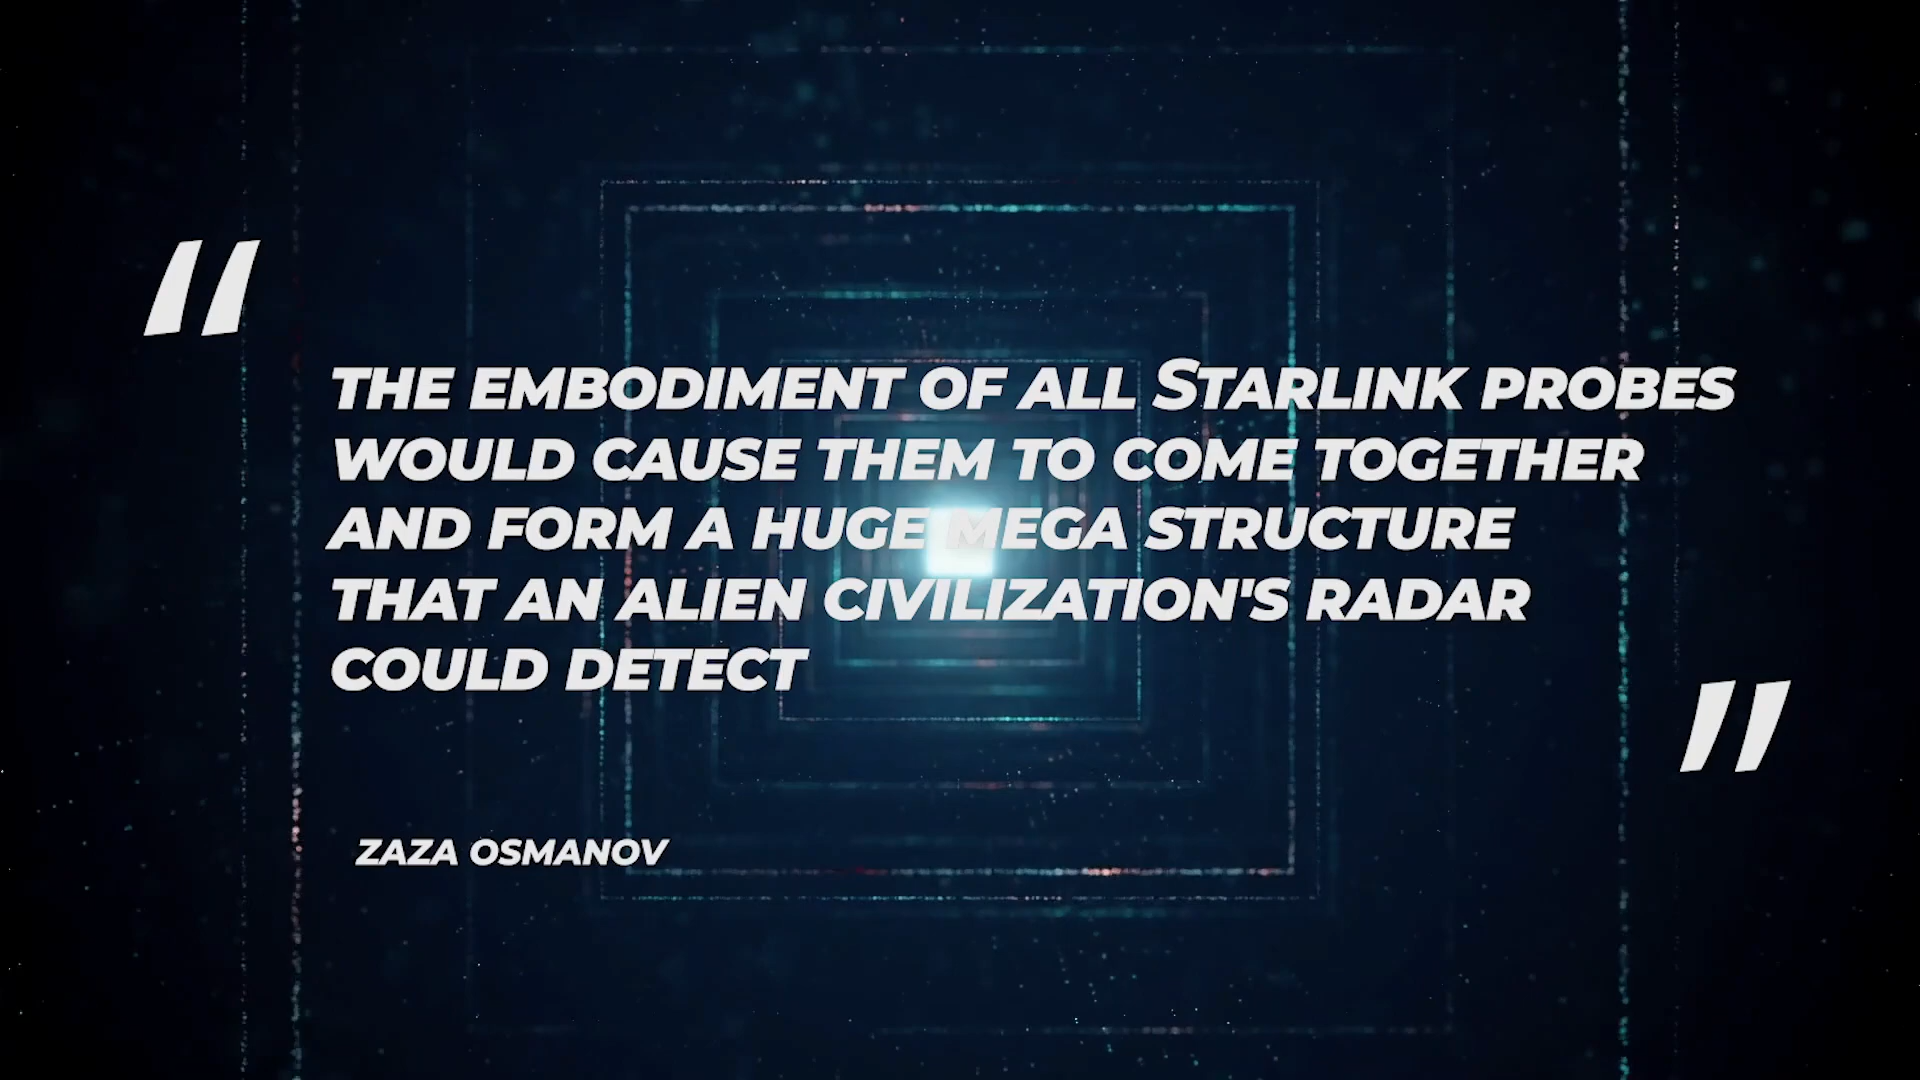 "
THE EMBODIMENT OF ALL STARLINK PROBES
WOULD CAUSE THEM TO COME TOGETHER
AND FORM A HUGE MEGA STRUCTURE
THAT AN ALIEN CIVILIZATION'S RADAR
COULD DETECT
"
ZAZA OSMANOV